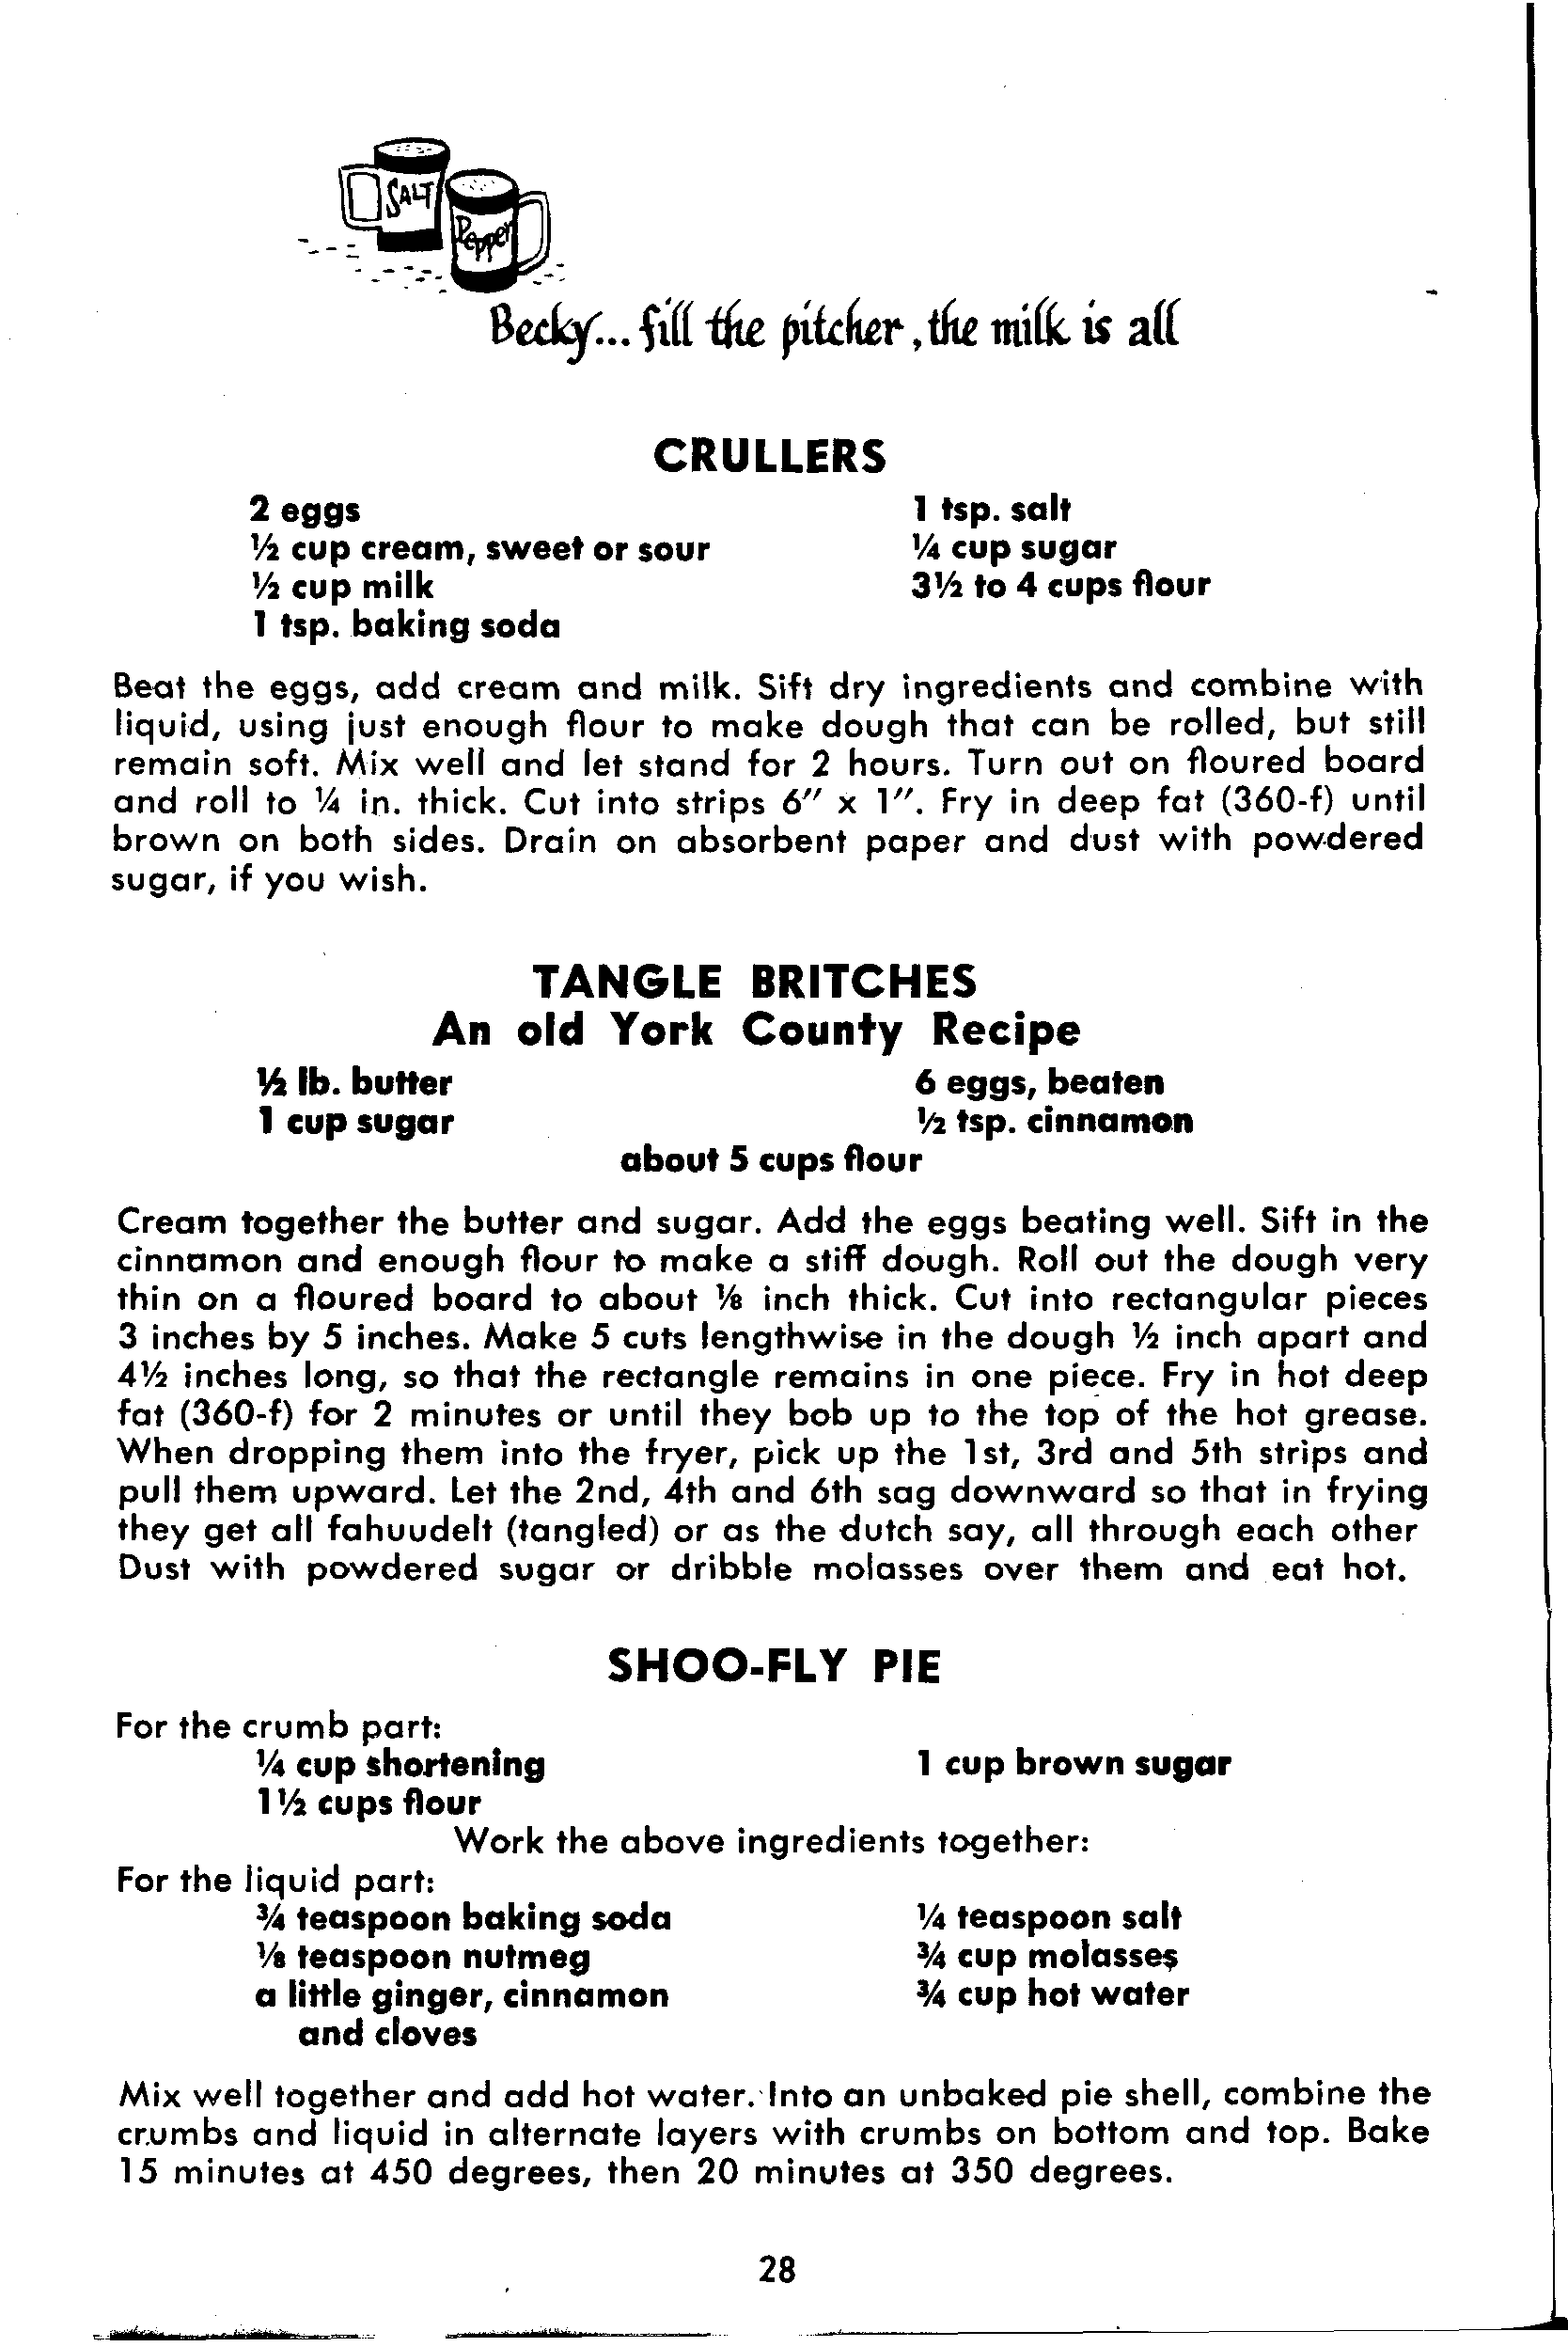 SALT
Pepper
Becky... fill the pitcher, the milk is all
CRULLERS
2 eggs
½ cup cream, sweet or sour
½ cup milk
1 tsp. baking soda
1 tsp. salt
¼ cup sugar
3½ to 4 cups flour
Beat the eggs, add cream and milk. Sift dry ingredients and combine with
liquid, using just enough flour to make dough that can be rolled, but still
remain soft. Mix well and let stand for 2 hours. Turn out on floured board
and roll to ¼ in. thick. Cut into strips 6" x 1". Fry in deep fat (360-f) until
brown on both sides. Drain on absorbent paper and dust with powdered
sugar, if you wish.
TANGLE BRITCHES
An old York County Recipe
½ lb. butter
1 cup sugar
6 eggs, beaten
½ tsp. cinnamon
about 5 cups flour
Cream together the butter and sugar. Add the eggs beating well. Sift in the
cinnamon and enough flour to make a stiff dough. Roll out the dough very
thin on a floured board to about ⅛ inch thick. Cut into rectangular pieces
3 inches by 5 inches. Make 5 cuts lengthwise in the dough ½ inch apart and
4½ inches long, so that the rectangle remains in one piece. Fry in hot deep
fat (360-f) for 2 minutes or until they bob up to the top of the hot grease.
When dropping them into the fryer, pick up the 1st, 3rd and 5th strips and
pull them upward. Let the 2nd, 4th and 6th sag downward so that in frying
they get all fahuudelt (tangled) or as the dutch say, all through each other
Dust with powdered sugar or dribble molasses over them and eat hot.
SHOO-FLY PIE
For the crumb part:
¼ cup shortening
1½ cups flour
1 cup brown sugar
Work the above ingredients together:
For the liquid part:
¾ teaspoon baking soda
⅛ teaspoon nutmeg
a little ginger, cinnamon
and cloves
¼ teaspoon salt
¾ cup molasses
¾ cup hot water
Mix well together and add hot water. Into an unbaked pie shell, combine the
crumbs and liquid in alternate layers with crumbs on bottom and top. Bake
15 minutes at 450 degrees, then 20 minutes at 350 degrees.
28